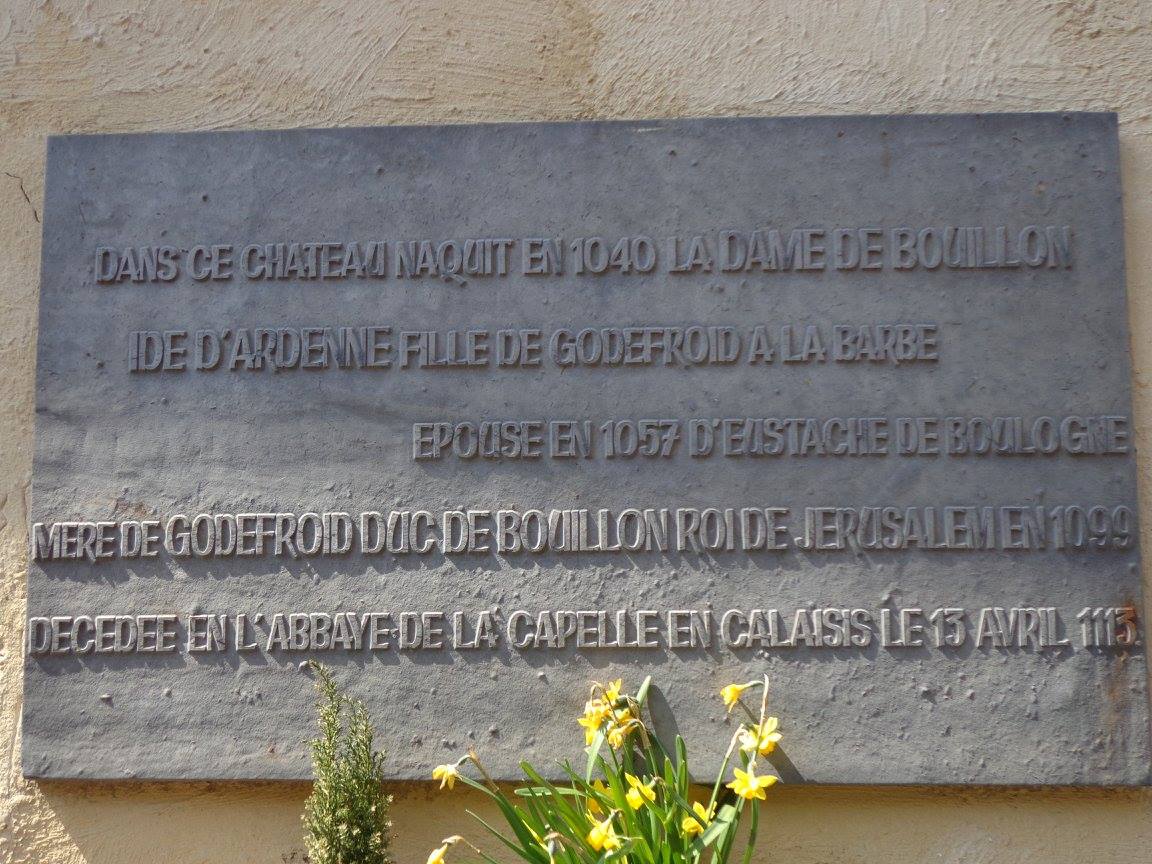 DANS CE CHATEAU NAQUIT EN 1040 LA DAME DE BOUILLON
IDE D'ARDENNE FILLE DE GODEFROID A LA BARBE
EPOUSE EN 1057 D'EUSTACHE DE BOULOGNE
MERE DE GODEFROID DUC DE BOUILLON ROI DE JERUSALEM EN 1099
DECEDEE EN L'ABBAYE DE LA CAPELLE EN CALAISIS LE 13 AVRIL 1113